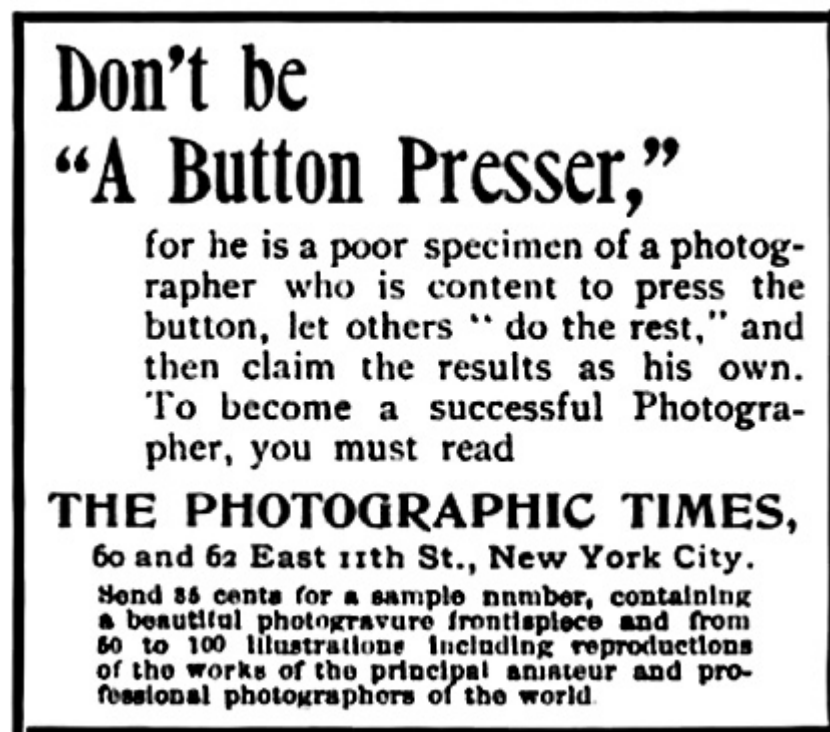 Don't be
“A Button Presser,”
for he is a poor specimen of a photog-
rapher who is content to press the
button, let others “ do the rest,” and
then claim the results as his own.
To become a successful Photogra-
pher, you must read
THE PHOTOGRAPHIC TIMES,
60 and 62 East 11th St., New York City.
Send 35 cents for a sample number, containing
a beautiful photogravure frontispiece and from
50 to 100 illustrations including reproductions
of the works of the principal amateur and pro-
fessional photographers of the world.